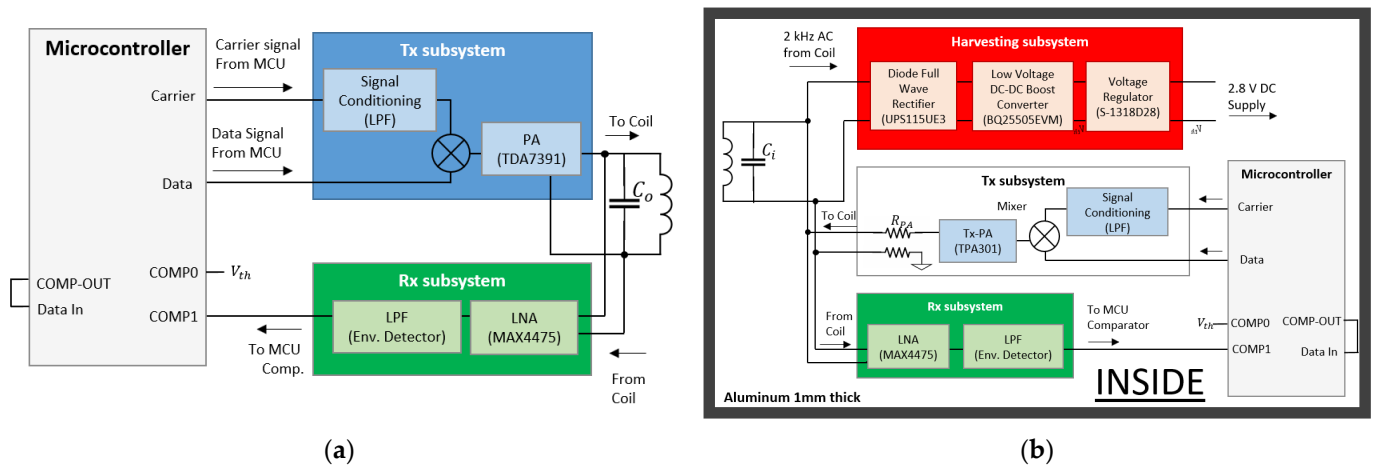 Microcontroller
Carrier signal
From MCU
Carrier
Data Signal
From MCU
Data
COMP-OUT
Data In
COMP0
V_th
COMP1
To MCU
Comp.
Tx subsystem
Signal
Conditioning
(LPF)
PA
(TDA7391)
To Coil
C_o
Rx subsystem
LPF
(Env. Detector)
LNA
(MAX4475)
From
Coil
(a)
2 kHz AC
from Coil
Harvesting subsystem
Diode Full
Wave
Rectifier
(UPS115UE3
Low Voltage
DC-DC Boost
Converter
(BQ25505EVM)
Voltage
Regulator
(S-1318D28)
2.8 V DC
Supply
C_i
Tx subsystem
To Coil
R_PA
Tx-PA
(TPA301)
Mixer
Signal
Conditioning
(LPF)
Microcontroller
Carrier
Data
V_th
COMP0
COMP1
COMP-OUT
Data In
Rx subsystem
From
Coil
LNA
(MAX4475)
LPF
(Env. Detector)
To MCU
Comparator
INSIDE
Aluminum 1mm thick
(b)